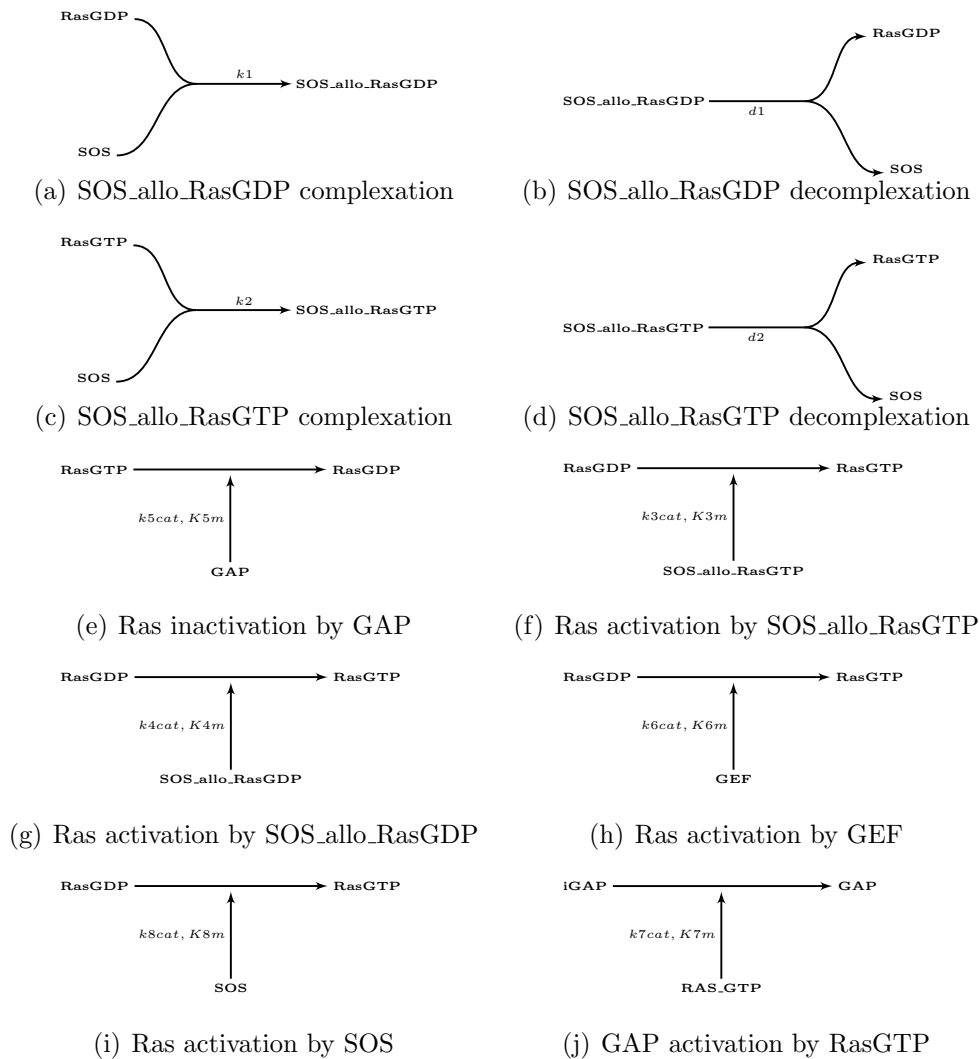 RasGDP
k1
SOS_allo_RasGDP
SOS
(a) SOS_allo_RasGDP complexation
RasGDP
SOS_allo_RasGDP
d1
SOS
(b) SOS_allo_RasGDP decomplexation
RasGTP
k2
SOS_allo_RasGTP
SOS
(c) SOS_allo_RasGTP complexation
RasGTP
SOS_allo_RasGTP
d2
SOS
(d) SOS_allo_RasGTP decomplexation
RasGTP RasGDP
k5cat, K5m
GAP
(e) Ras inactivation by GAP
RasGDP RasGTP
k3cat, K3m
SOS_allo_RasGTP
(f) Ras activation by SOS_allo_RasGTP
RasGDP RasGTP
k4cat, K4m
SOS_allo_RasGDP
(g) Ras activation by SOS_allo_RasGDP
RasGDP RasGTP
k6cat, K6m
GEF
(h) Ras activation by GEF
RasGDP RasGTP
k8cat, K8m
SOS
(i) Ras activation by SOS
iGAP GAP
k7cat, K7m
RAS_GTP
(j) GAP activation by RasGTP